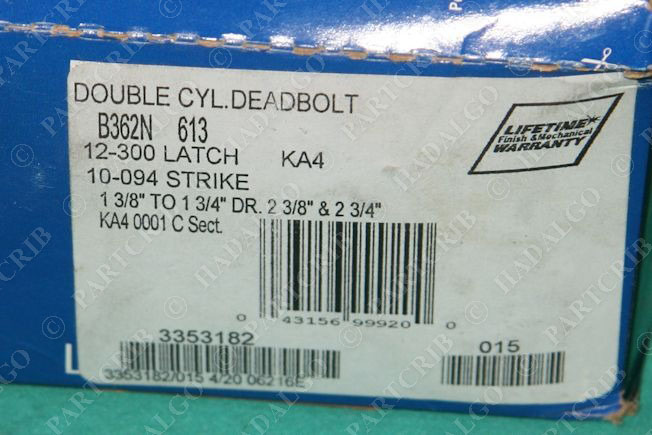 DOUBLE CYL.DEADBOLT
B362N 613
12-300 LATCH KA4
10-094 STRIKE
1 3/8" TO 1 3/4" DR. 2 3/8" & 2 3/4"
KA4 0001 C Sect.
LIFETIME*
Finish & Mechanical
WARRANTY
0 43156 99920 0
3353182
015
3353182/015 4/20 06216E
© HADALGO
© PARTCRIB